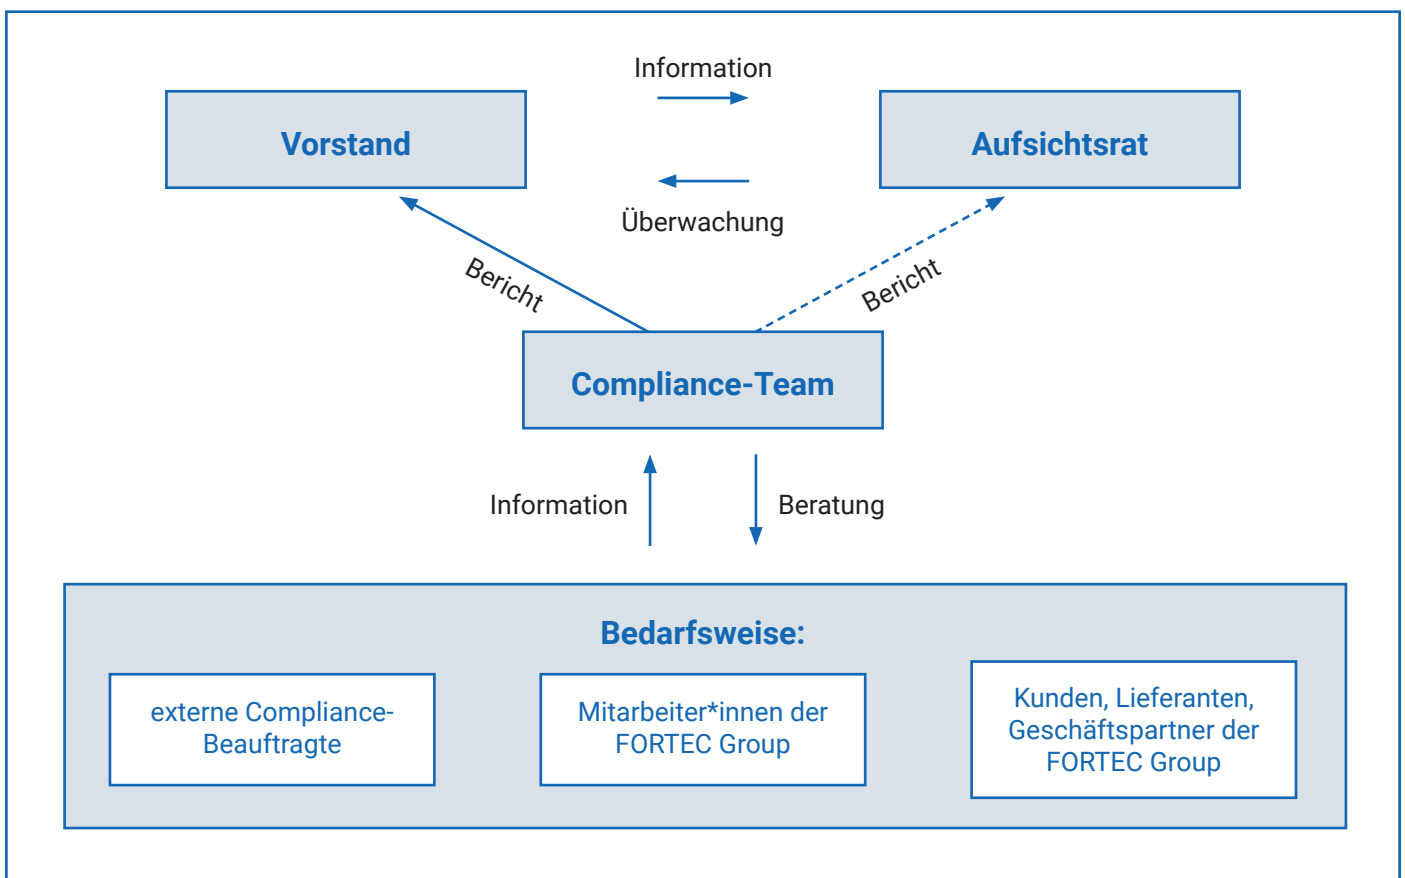 Information
Vorstand
Aufsichtsrat
Überwachung
Bericht
Bericht
Compliance-Team
Information
Beratung
Bedarfsweise:
externe Compliance-
Beauftragte
Mitarbeiter*innen der
FORTEC Group
Kunden, Lieferanten,
Geschäftspartner der
FORTEC Group